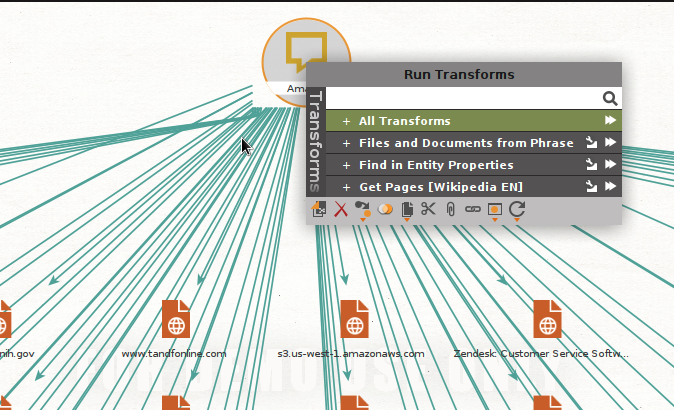 Run Transforms
Ama
Transforms
+ All Transforms
+ Files and Documents from Phrase
+ Find in Entity Properties
+ Get Pages [Wikipedia EN]
nih.gov
www.tandfonline.com
s3.us-west-1.amazonaws.com
Zendesk: Customer Service Softw...